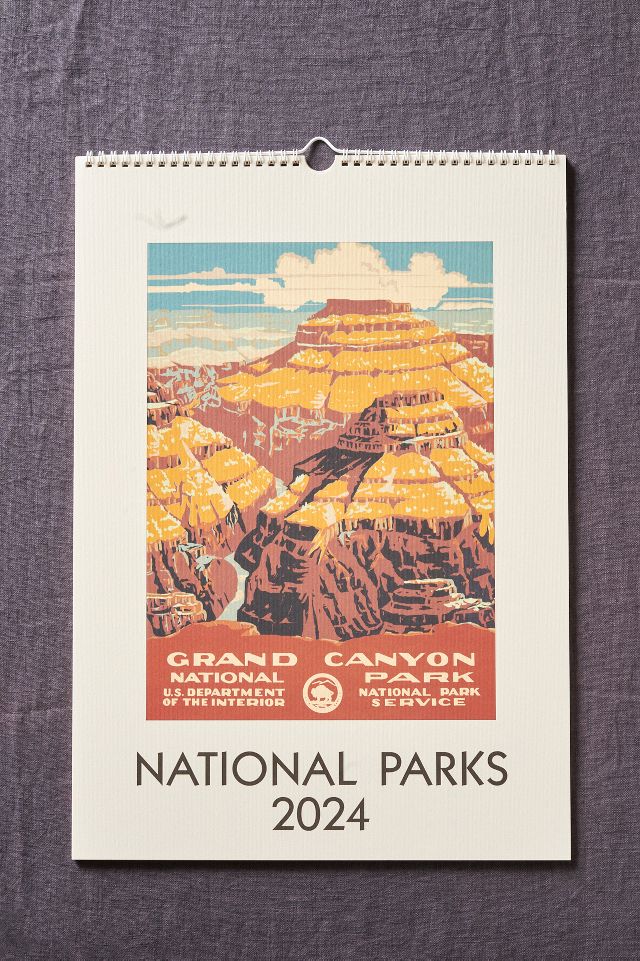 GRAND CANYON
NATIONAL PARK
U.S. DEPARTMENT
OF THE INTERIOR
NATIONAL PARK
SERVICE
NATIONAL PARKS
2024